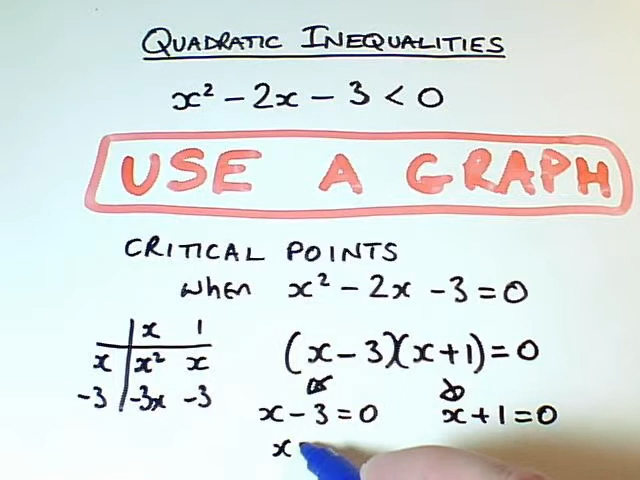 QUADRATIC INEQUALITIES
x² - 2x - 3 < 0
USE A GRAPH
CRITICAL POINTS
when x² - 2x - 3 = 0
x 1
x x² x
-3 -3x -3
(x - 3)(x + 1) = 0
x - 3 = 0 x + 1 = 0
x